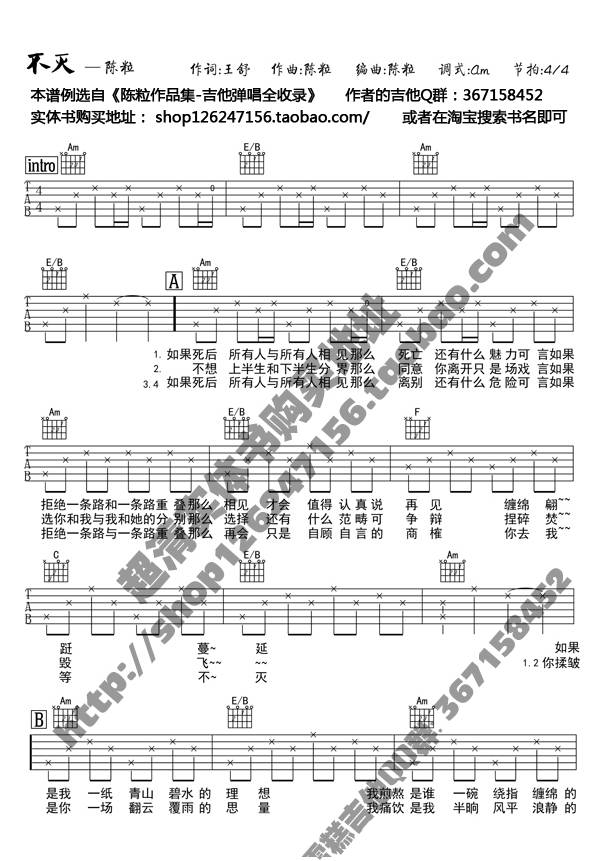 不灭 — 陈粒 作词:王舒 作曲:陈粒 编曲:陈粒 调式:Am 节拍:4/4
本谱例选自《陈粒作品集-吉他弹唱全收录》 作者的吉他Q群：367158452
实体书购买地址： shop126247156.taobao.com/ 或者在淘宝搜索书名即可
intro Am E/B Am
T A B 4 4 0
E/B A Am E/B
T A B
1. 如果死后 所有人与所有人相 见那么 死亡 还有什么 魅 力可 言如果
2. 不想 上半生和下半生分 界那么 同意 你离开只 是场戏 言如果
3.4 如果死后 所有人与所有人相 见那么 离别 还有什么 危险可 言如果
Am E/B F
T A B
拒绝一条路和一条路重 叠那么 相见 才会 值得 认真说 再见 缠绵 翩~~
选你和我与我和她的分 别那么 选择 还有 什么 范畴可 争辩 捏碎 焚~~
拒绝一条路与一条路重 叠那么 再会 只是 自顾 自言的 商榷 你去 我~~
C E/B Am
T A B
跹 蔓~ 延 如果
毁 飞~~ ~~ 1.2 你揉皱
等 不~ 灭
B Am E/B Am
是我 一纸 青山 碧水的 理想 我煎熬 是谁 一碗 绕指 缠绵的
是你 一场 翻云 覆雨的 思量 我痛饮 是我 半晌 风平 浪静的
超清实体书购买地址
http://shop126247156.taobao.com/
雪糕吉他QQ群: 367158452